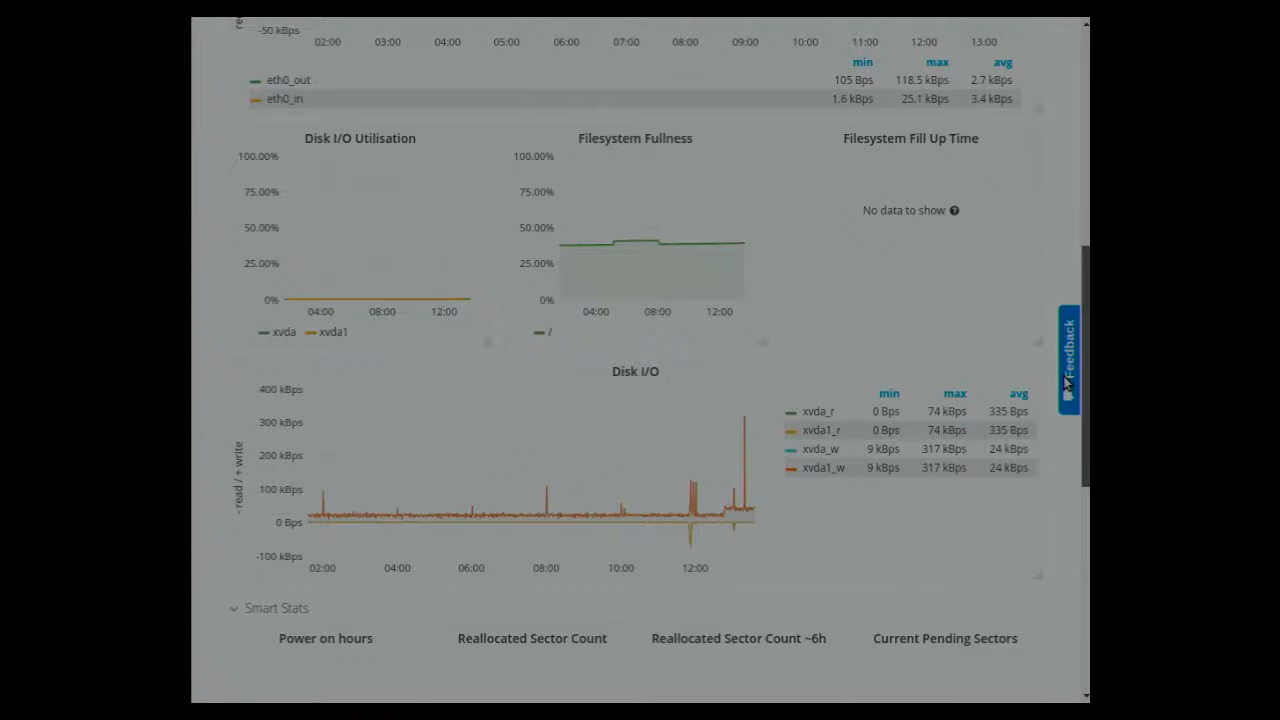 -50 kBps
02:00 03:00 04:00 05:00 06:00 07:00 08:00 09:00 10:00 11:00 12:00 13:00
min max avg
eth0_out 105 Bps 118.5 kBps 2.7 kBps
eth0_in 1.6 kBps 25.1 kBps 3.4 kBps
Disk I/O Utilisation
100.00%
75.00%
50.00%
25.00%
0%
04:00 08:00 12:00
xvda xvda1
Filesystem Fullness
100.00%
75.00%
50.00%
25.00%
0%
04:00 08:00 12:00
/
Filesystem Fill Up Time
No data to show
Feedback
Disk I/O
- read / + write
400 kBps
300 kBps
200 kBps
100 kBps
0 Bps
-100 kBps
02:00 04:00 06:00 08:00 10:00 12:00
min max avg
xvda_r 0 Bps 74 kBps 335 Bps
xvda1_r 0 Bps 74 kBps 335 Bps
xvda_w 9 kBps 317 kBps 24 kBps
xvda1_w 9 kBps 317 kBps 24 kBps
Smart Stats
Power on hours
Reallocated Sector Count
Reallocated Sector Count ~6h
Current Pending Sectors